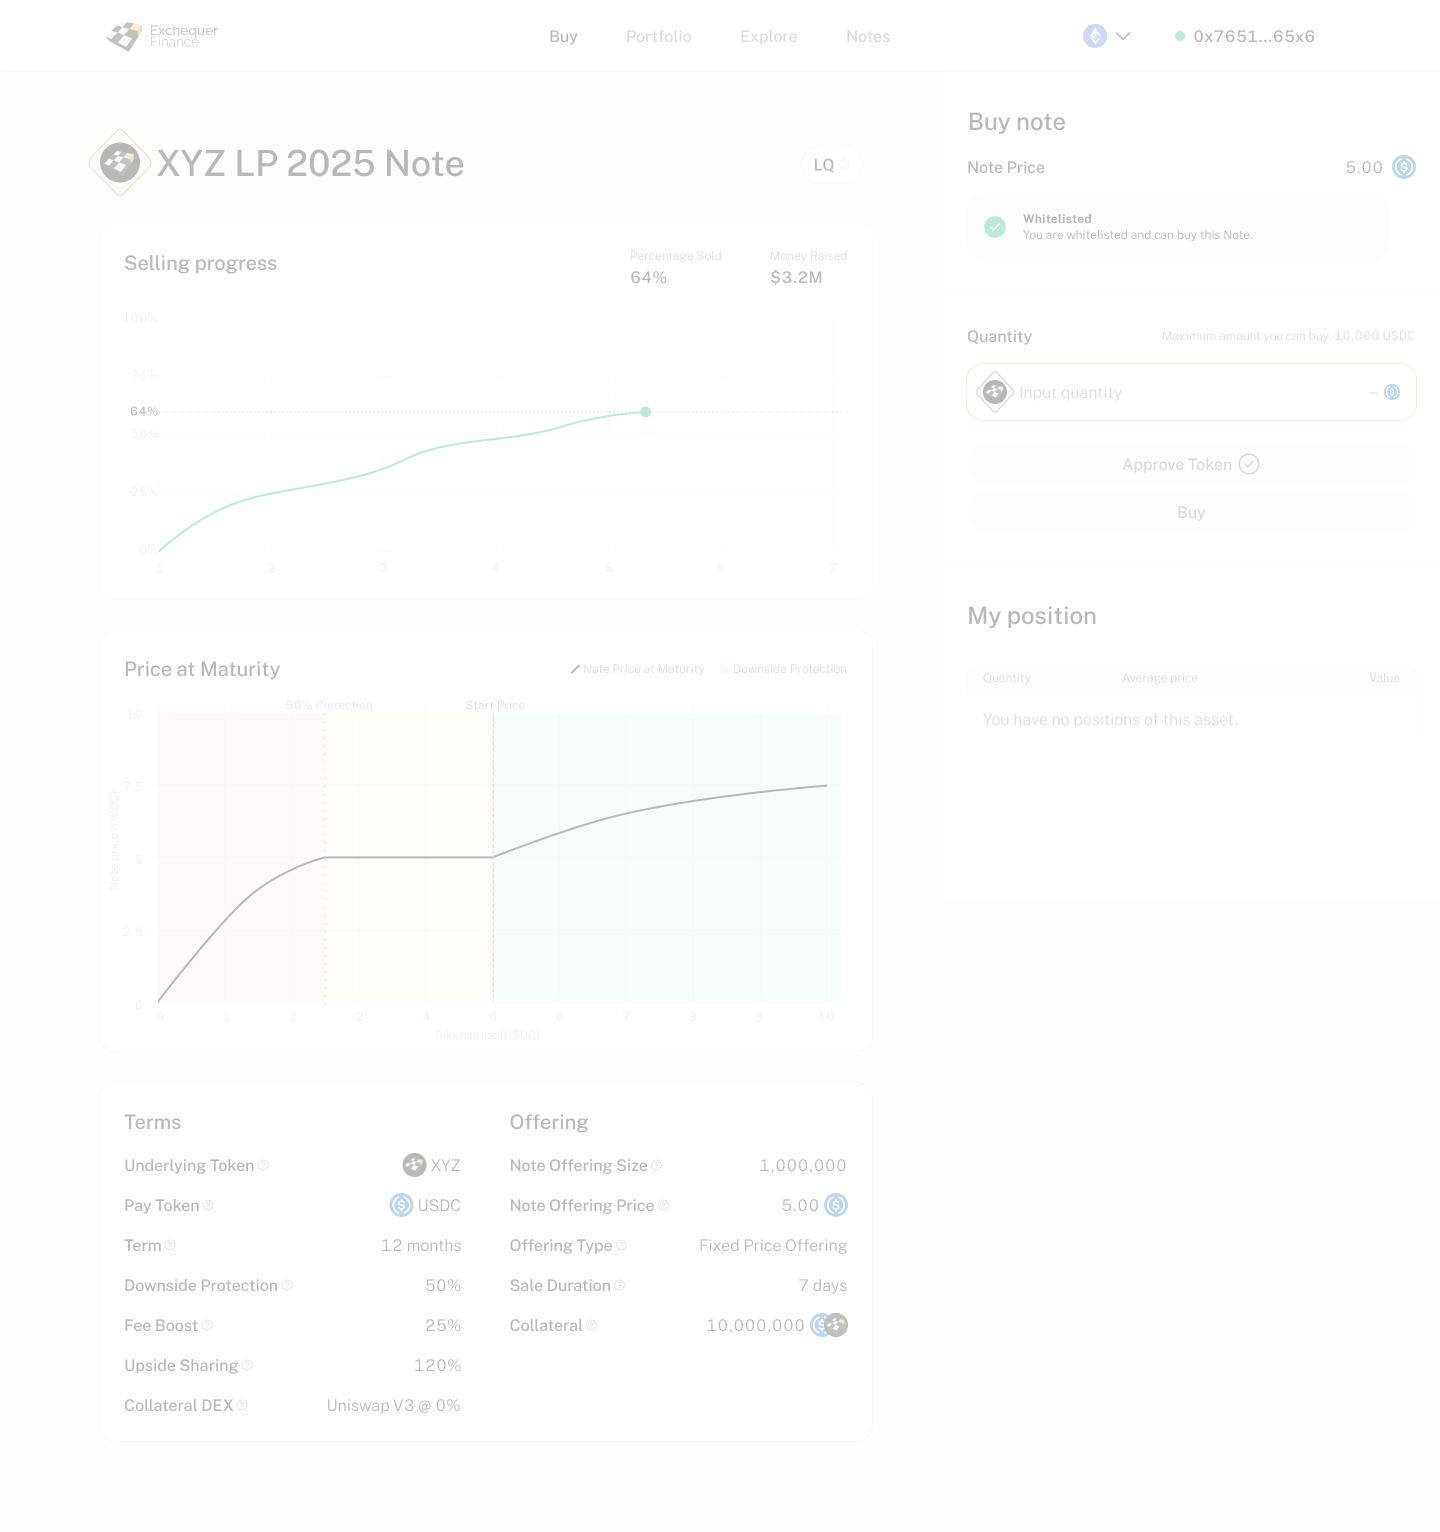 Exchequer
Finance
Buy
Portfolio
Explore
Notes
0x7651...65x6
XYZ LP 2025 Note
LQ
Selling progress
Percentage Sold
64%
Money Raised
$3.2M
100%
75%
64%
50%
25%
0%
1
2
3
4
5
6
7
Price at Maturity
Note Price at Maturity
Downside Protection
50% Protection
Start Price
10
7.5
5
2.5
0
Note price (USDC)
0
1
2
3
4
5
6
7
8
9
10
Token price (USDC)
Terms
Underlying Token
XYZ
Pay Token
USDC
Term
12 months
Downside Protection
50%
Fee Boost
25%
Upside Sharing
120%
Collateral DEX
Uniswap V3 @ 0%
Offering
Note Offering Size
1,000,000
Note Offering Price
5.00
Offering Type
Fixed Price Offering
Sale Duration
7 days
Collateral
10,000,000
Buy note
Note Price
5.00
Whitelisted
You are whitelisted and can buy this Note.
Quantity
Maximum amount you can buy: 10,000 USDC
Input quantity
–
Approve Token
Buy
My position
Quantity
Average price
Value
You have no positions of this asset.